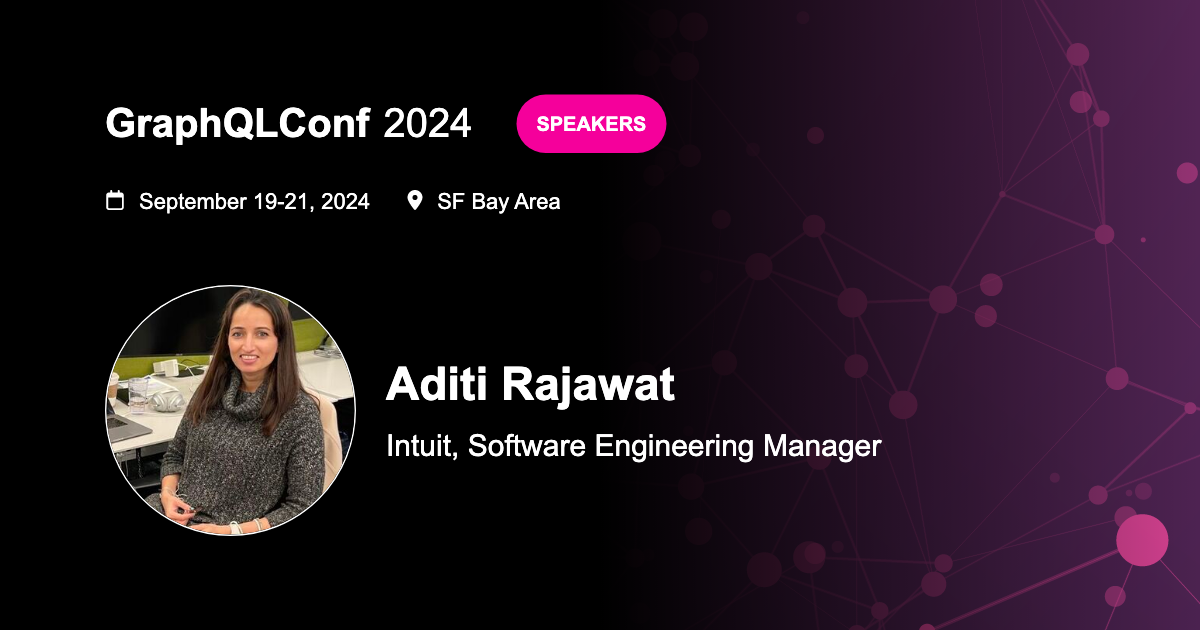 GraphQLConf 2024 SPEAKERS
September 19-21, 2024 SF Bay Area
Aditi Rajawat
Intuit, Software Engineering Manager